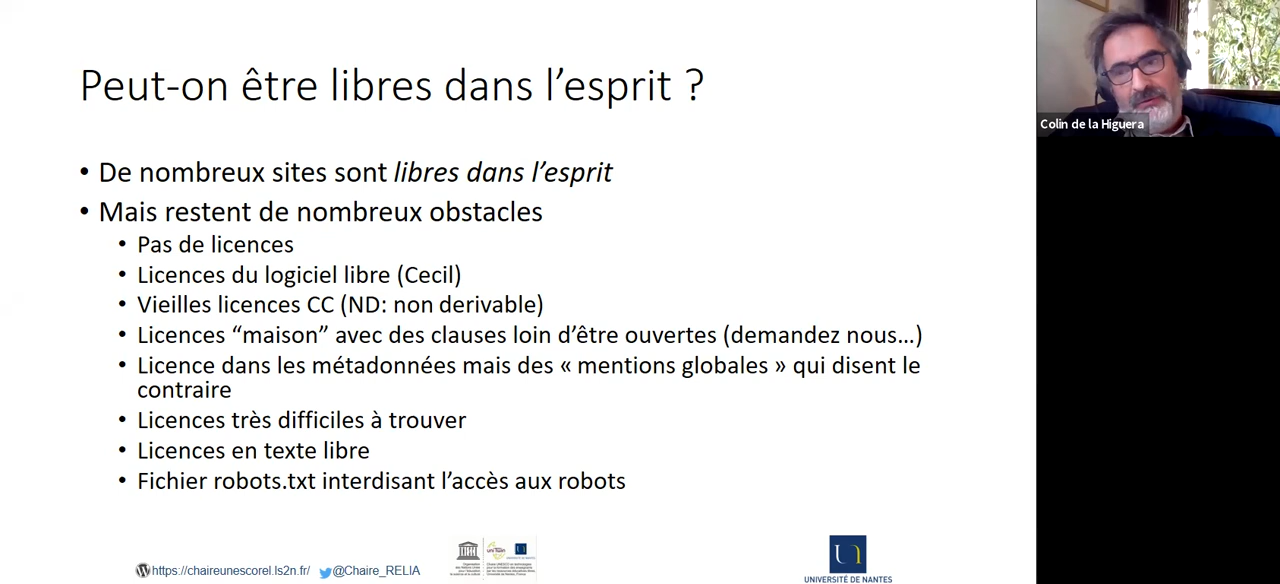 Peut-on être libres dans l’esprit ?
Colin de la Higuera
• De nombreux sites sont libres dans l’esprit
• Mais restent de nombreux obstacles
• Pas de licences
• Licences du logiciel libre (Cecil)
• Vieilles licences CC (ND: non derivable)
• Licences “maison” avec des clauses loin d’être ouvertes (demandez nous…)
• Licence dans les métadonnées mais des « mentions globales » qui disent le
contraire
• Licences très difficiles à trouver
• Licences en texte libre
• Fichier robots.txt interdisant l’accès aux robots
https://chaireunescorel.ls2n.fr/ @Chaire_RELIA
UNIVERSITÉ DE NANTES